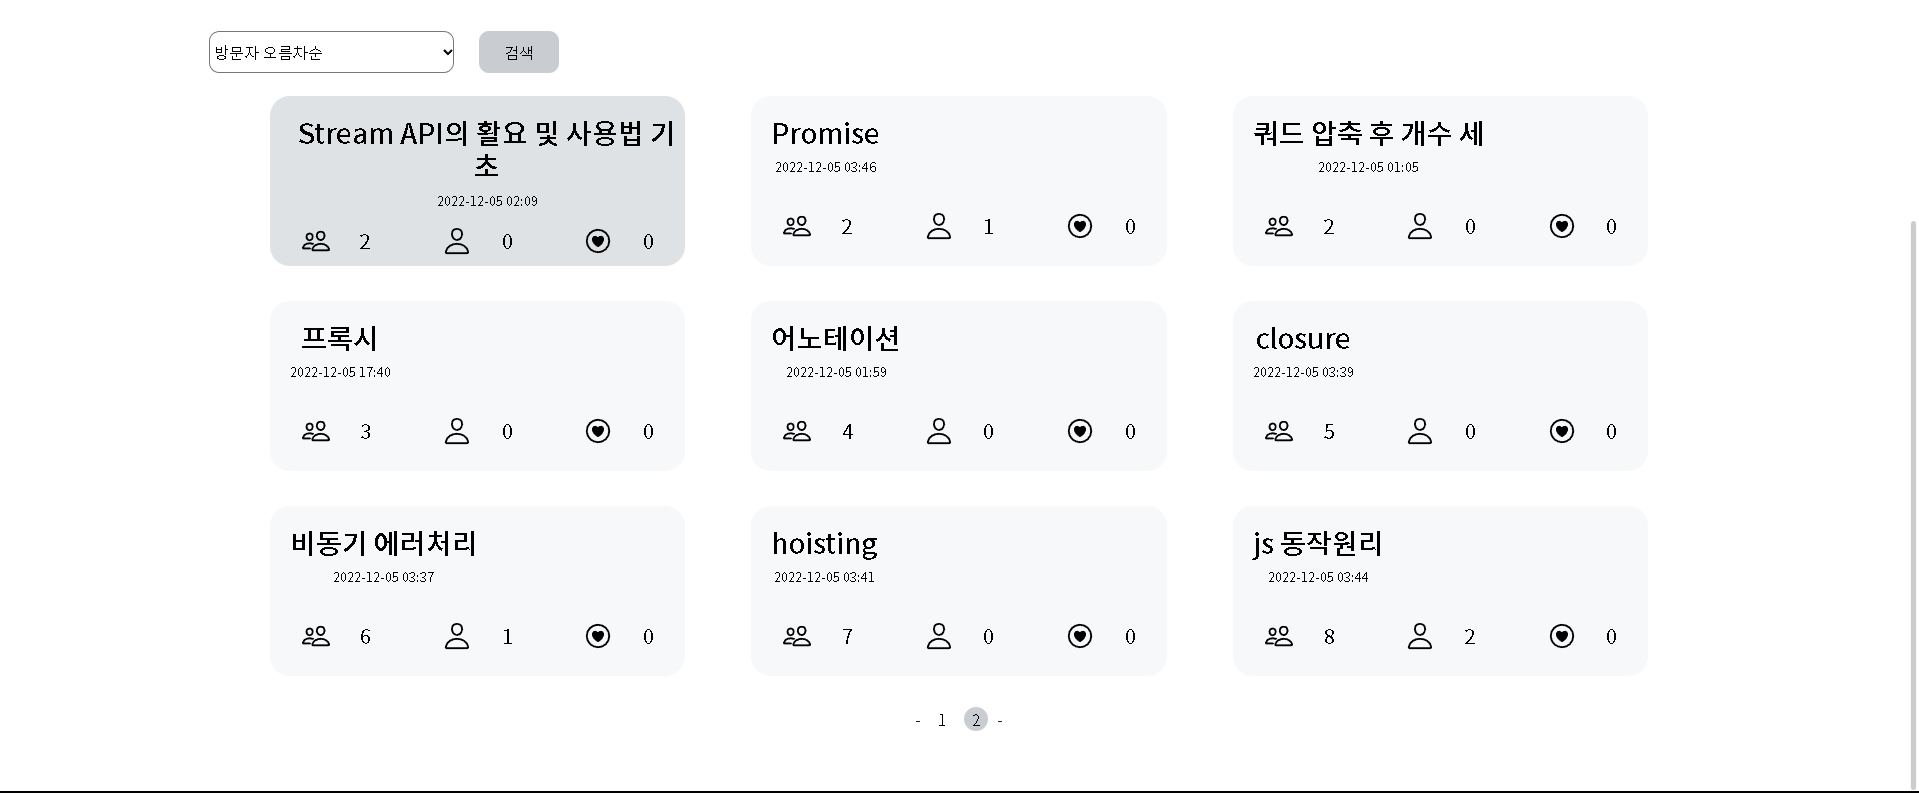 방문자 오름차순
검색
Stream API의 활요 및 사용법 기
초
2022-12-05 02:09
2 0 0
Promise
2022-12-05 03:46
2 1 0
쿼드 압축 후 개수 세
2022-12-05 01:05
2 0 0
프록시
2022-12-05 17:40
3 0 0
어노테이션
2022-12-05 01:59
4 0 0
closure
2022-12-05 03:39
5 0 0
비동기 에러처리
2022-12-05 03:37
6 1 0
hoisting
2022-12-05 03:41
7 0 0
js 동작원리
2022-12-05 03:44
8 2 0
- 1 2 -